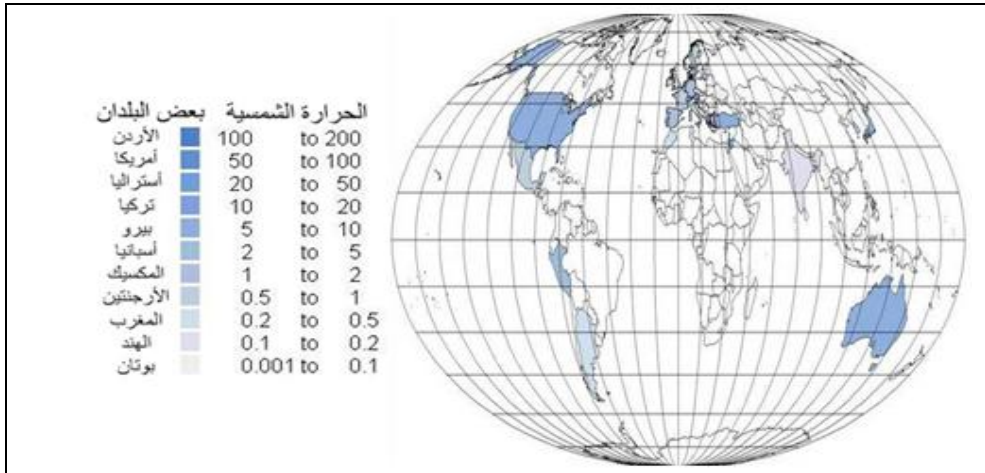 بعض البلدان الحرارة الشمسية
الأردن 100 to 200
أمريكا 50 to 100
أستراليا 20 to 50
تركيا 10 to 20
بيرو 5 to 10
أسبانيا 2 to 5
المكسيك 1 to 2
الأرجنتين 0.5 to 1
المغرب 0.2 to 0.5
الهند 0.1 to 0.2
بوتان 0.001 to 0.1